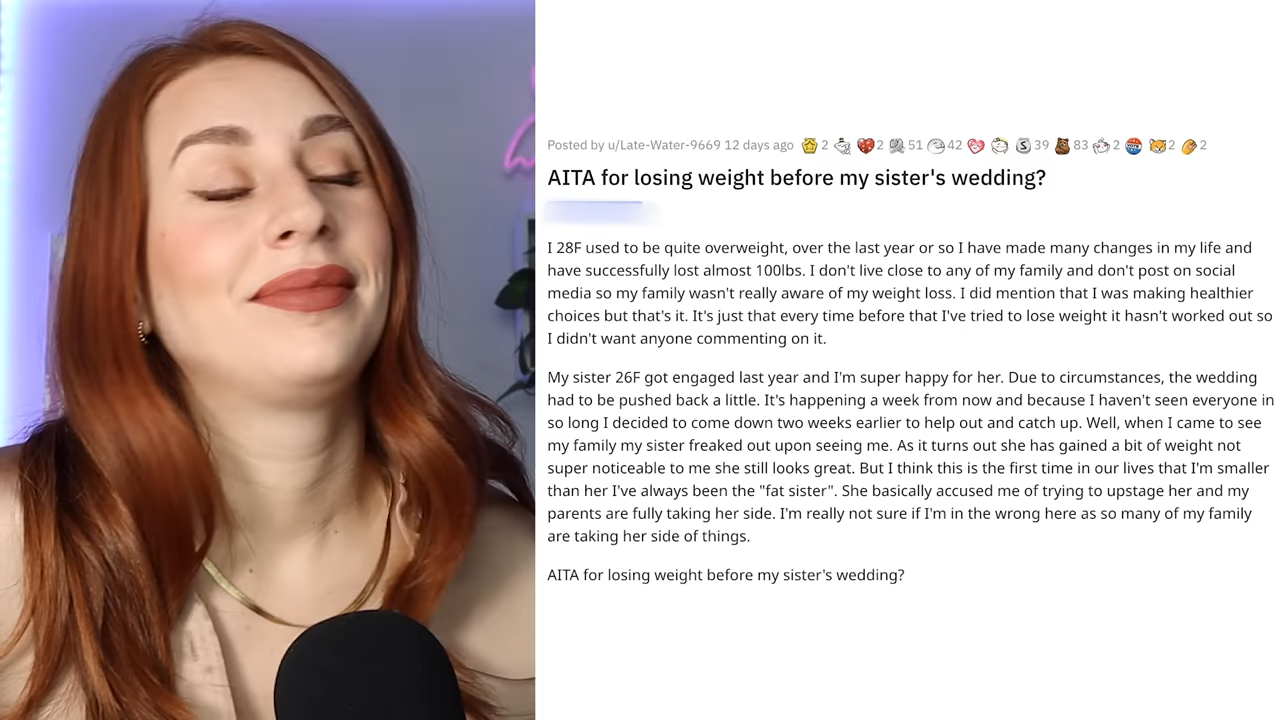 Posted by u/Late-Water-9669 12 days ago 2 2 51 42 39 83 2 2 2
AITA for losing weight before my sister's wedding?
I 28F used to be quite overweight, over the last year or so I have made many changes in my life and
have successfully lost almost 100lbs. I don't live close to any of my family and don't post on social
media so my family wasn't really aware of my weight loss. I did mention that I was making healthier
choices but that's it. It's just that every time before that I've tried to lose weight it hasn't worked out so
I didn't want anyone commenting on it.
My sister 26F got engaged last year and I'm super happy for her. Due to circumstances, the wedding
had to be pushed back a little. It's happening a week from now and because I haven't seen everyone in
so long I decided to come down two weeks earlier to help out and catch up. Well, when I came to see
my family my sister freaked out upon seeing me. As it turns out she has gained a bit of weight not
super noticeable to me she still looks great. But I think this is the first time in our lives that I'm smaller
than her I've always been the "fat sister". She basically accused me of trying to upstage her and my
parents are fully taking her side. I'm really not sure if I'm in the wrong here as so many of my family
are taking her side of things.
AITA for losing weight before my sister's wedding?